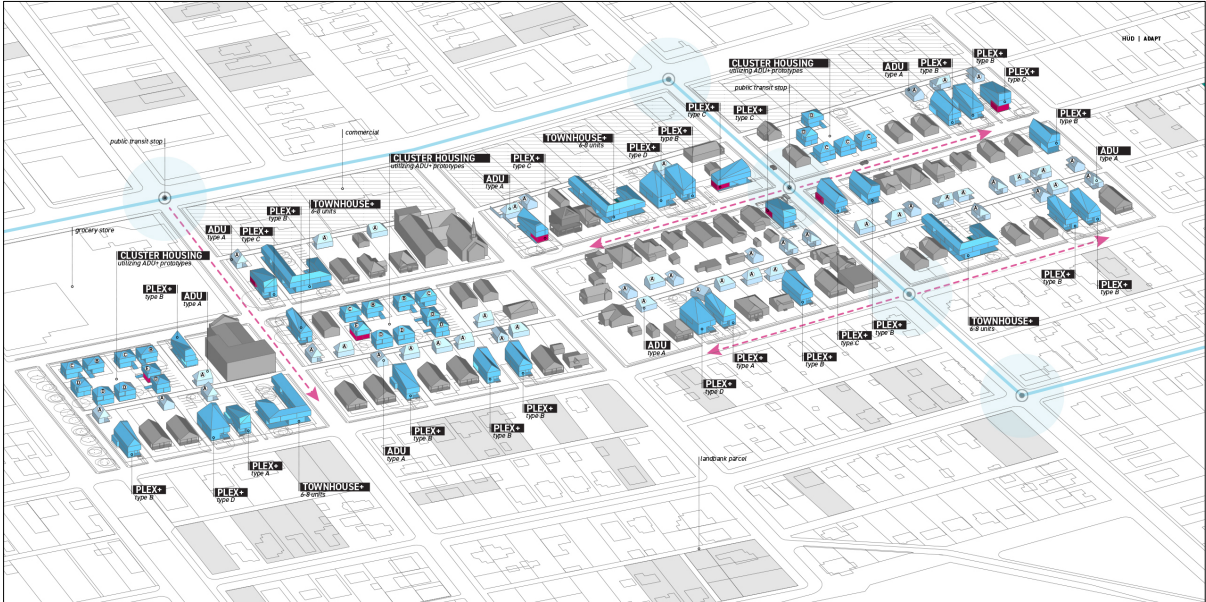 HUD | ADAPT
PLEX+
type B
CLUSTER HOUSING
utilizing ADU+ prototypes
ADU
type A
PLEX+
type B
PLEX+
type C
public transit stop
PLEX+
type C
PLEX+
type C
PLEX+
type B
commercial
public transit stop
TOWNHOUSE+
6-8 units
PLEX+
type B
PLEX+
type D
ADU
type A
CLUSTER HOUSING
utilizing ADU+ prototypes
PLEX+
type C
ADU
type A
TOWNHOUSE+
6-8 units
PLEX+
type B
grocery store
ADU
type A
PLEX+
type C
CLUSTER HOUSING
utilizing ADU+ prototypes
PLEX+
type B
ADU
type A
PLEX+
type B
PLEX+
type B
TOWNHOUSE+
6-8 units
PLEX+
type B
PLEX+
type C
ADU
type A
PLEX+
type A
PLEX+
type B
PLEX+
type D
PLEX+
type B
PLEX+
type B
PLEX+
type B
ADU
type A
PLEX+
type A
landbank parcel
PLEX+
type B
PLEX+
type D
TOWNHOUSE+
6-8 units